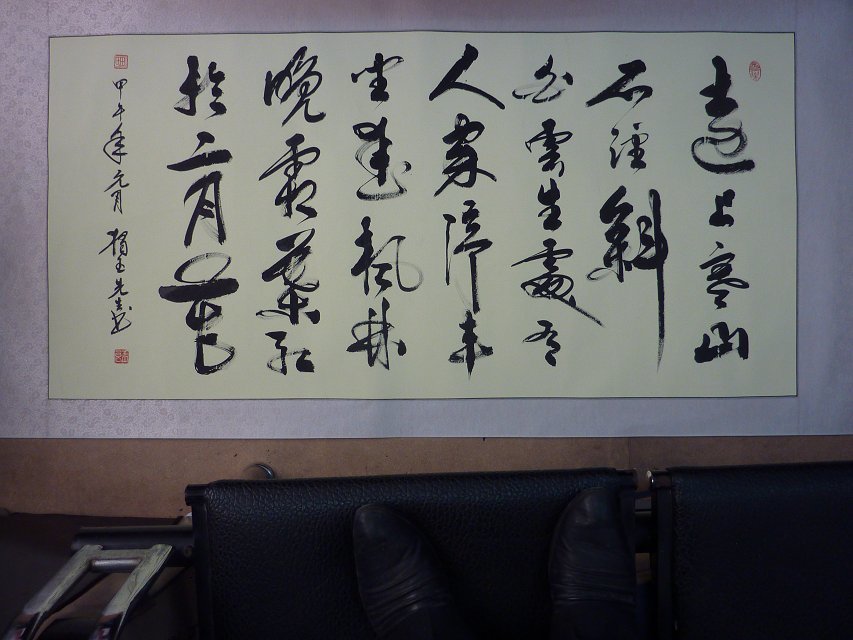 遠上寒山
石徑斜
白雲生處有
人家停车
坐愛楓林
晚霜葉紅
於二月花
甲午年元月